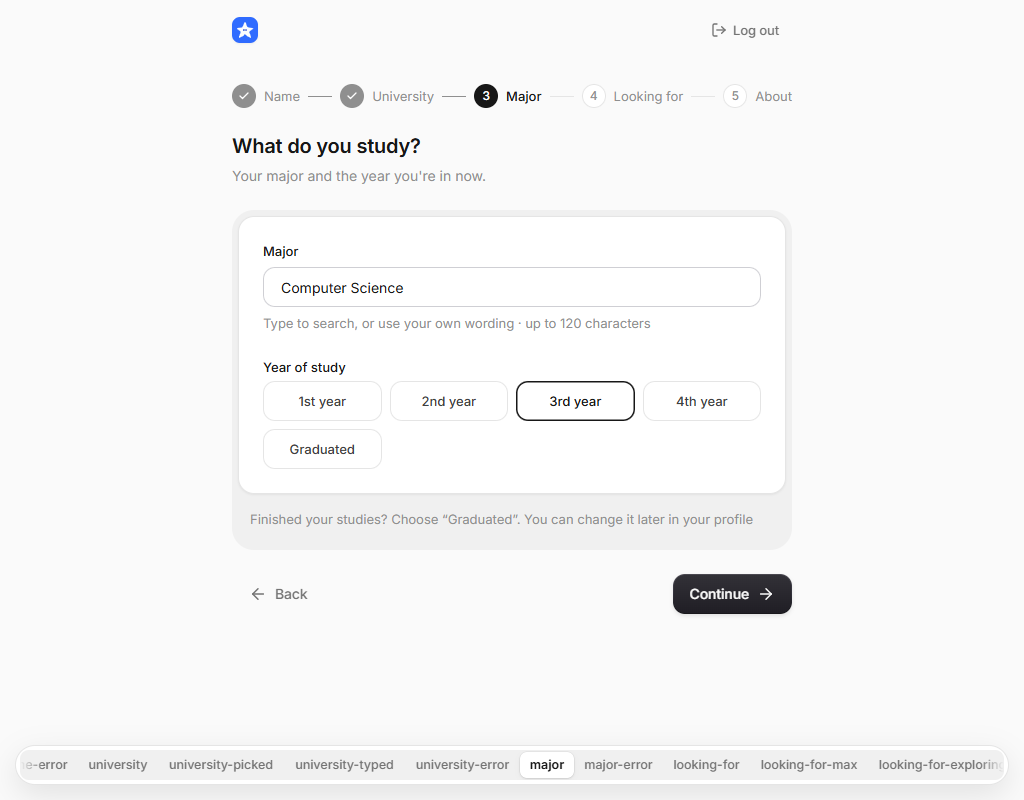 Log out
Name University 3 Major 4 Looking for 5 About
What do you study?
Your major and the year you're in now.
Major
Computer Science
Type to search, or use your own wording · up to 120 characters
Year of study
1st year 2nd year 3rd year 4th year
Graduated
Finished your studies? Choose “Graduated”. You can change it later in your profile
Back Continue
e-error university university-picked university-typed university-error major major-error looking-for looking-for-max looking-for-exploring